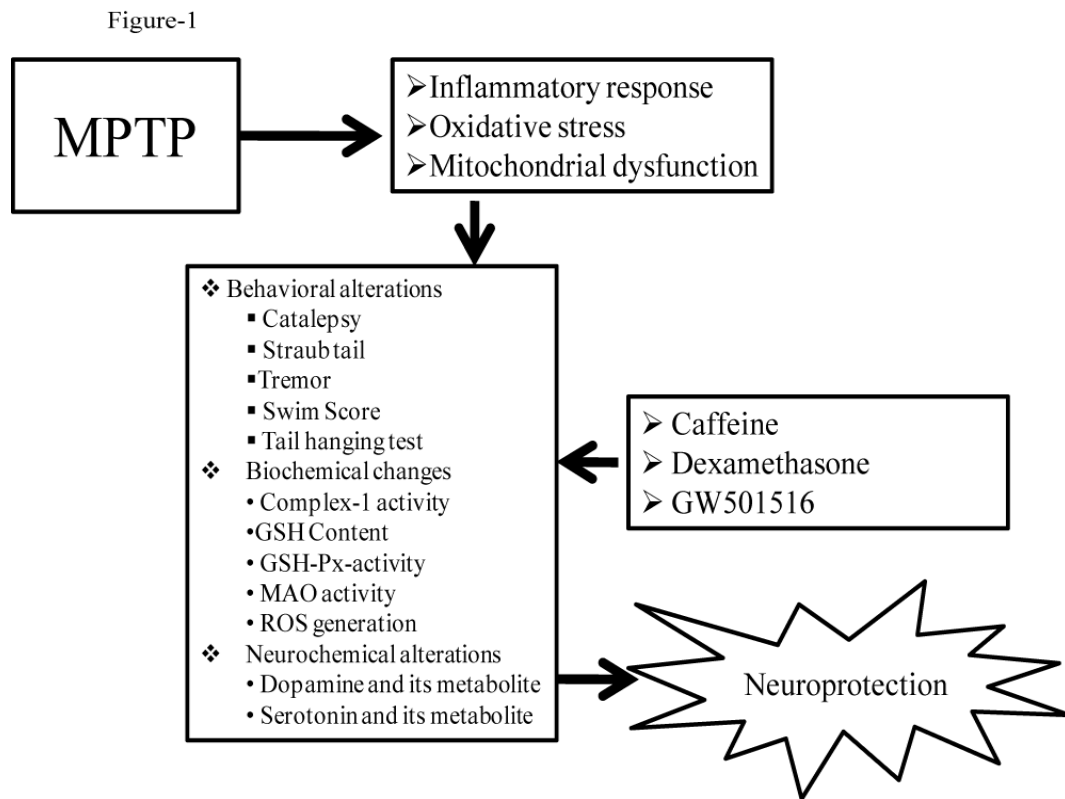 Figure-1
MPTP
➢Inflammatory response
➢Oxidative stress
➢Mitochondrial dysfunction
❖ Behavioral alterations
▪ Catalepsy
▪ Straub tail
▪Tremor
▪ Swim Score
▪ Tail hanging test
❖ Biochemical changes
• Complex-1 activity
•GSH Content
• GSH-Px-activity
• MAO activity
• ROS generation
❖ Neurochemical alterations
• Dopamine and its metabolite
• Serotonin and its metabolite
➢ Caffeine
➢ Dexamethasone
➢ GW501516
Neuroprotection